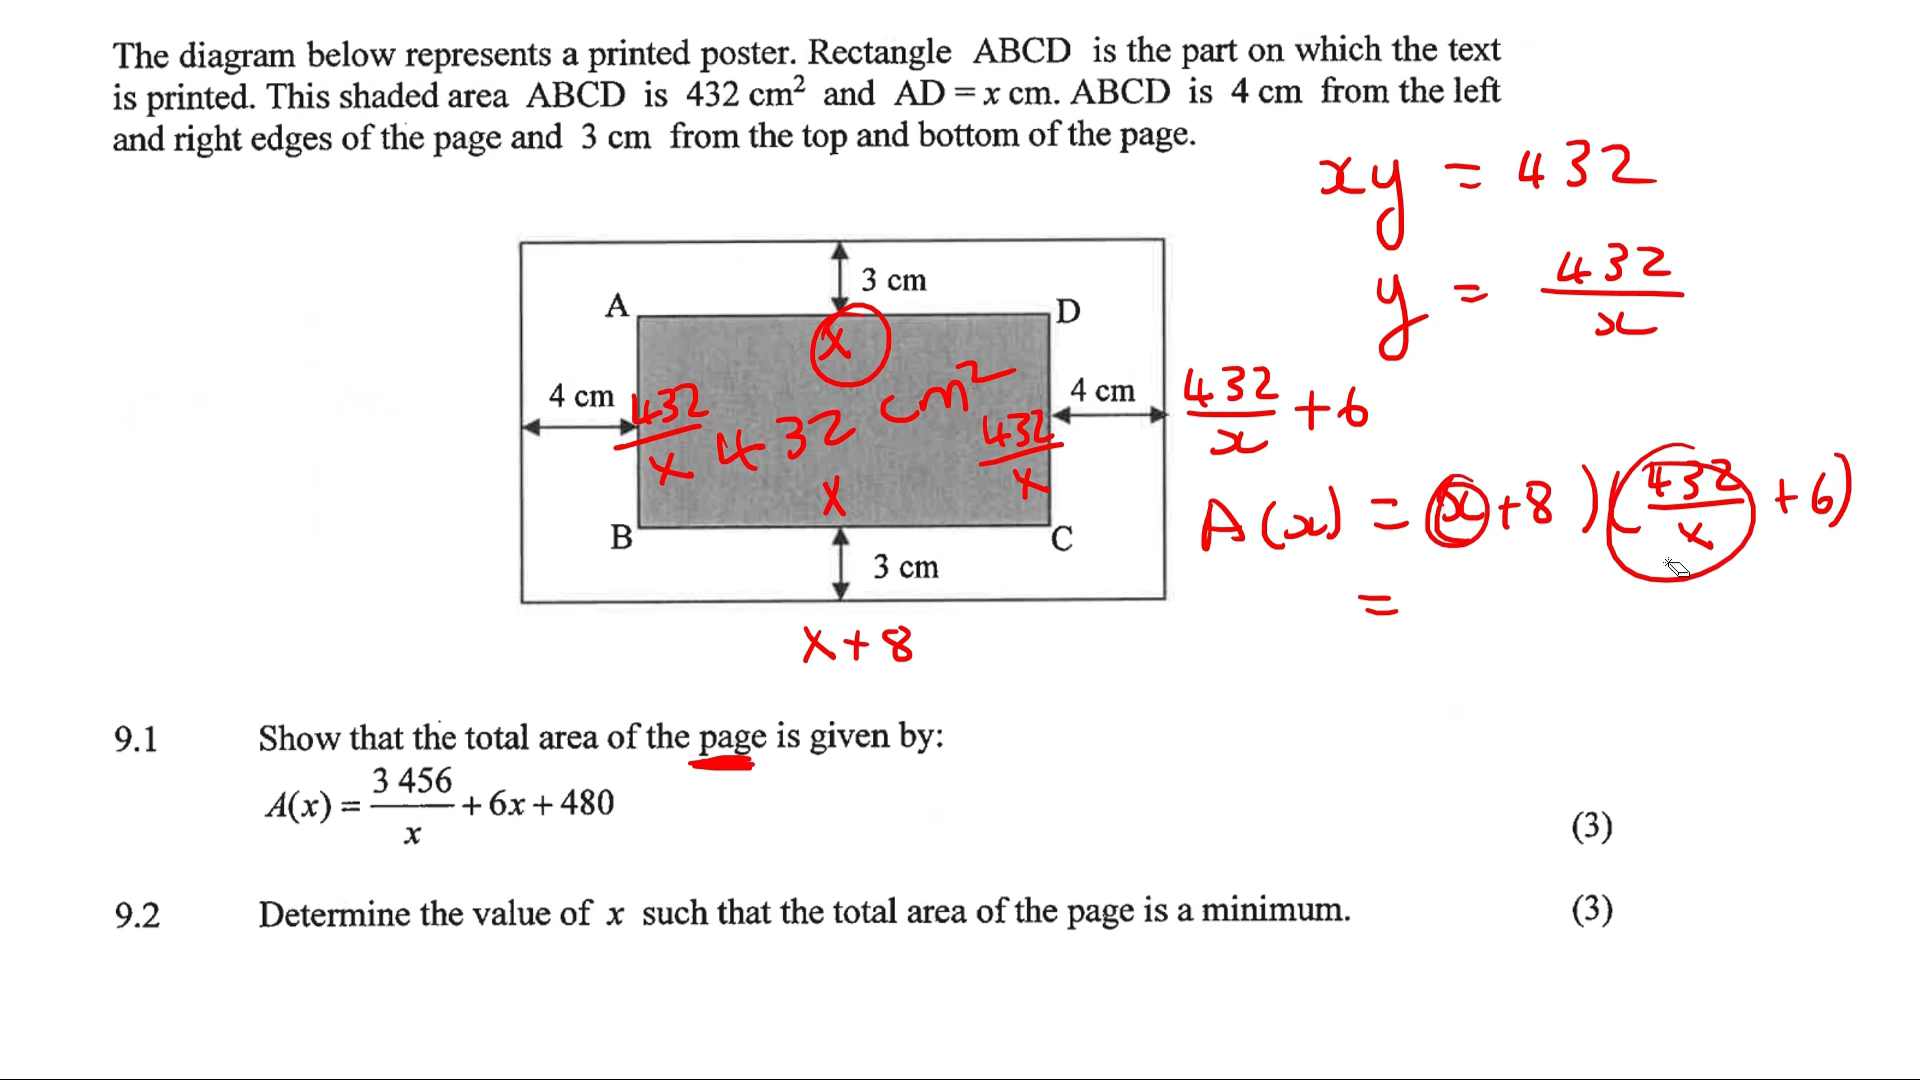 The diagram below represents a printed poster. Rectangle ABCD is the part on which the text
is printed. This shaded area ABCD is 432 cm² and AD = x cm. ABCD is 4 cm from the left
and right edges of the page and 3 cm from the top and bottom of the page.
xy = 432
y = 432/x
3 cm
A
D
x
4 cm
4 cm
432/x
432 cm²
432/x
432/x + 6
x
A(x) = (x+8)(432/x + 6)
B
C
3 cm
=
x + 8
9.1 Show that the total area of the page is given by:
A(x) = 3 456/x + 6x + 480
(3)
9.2 Determine the value of x such that the total area of the page is a minimum. (3)